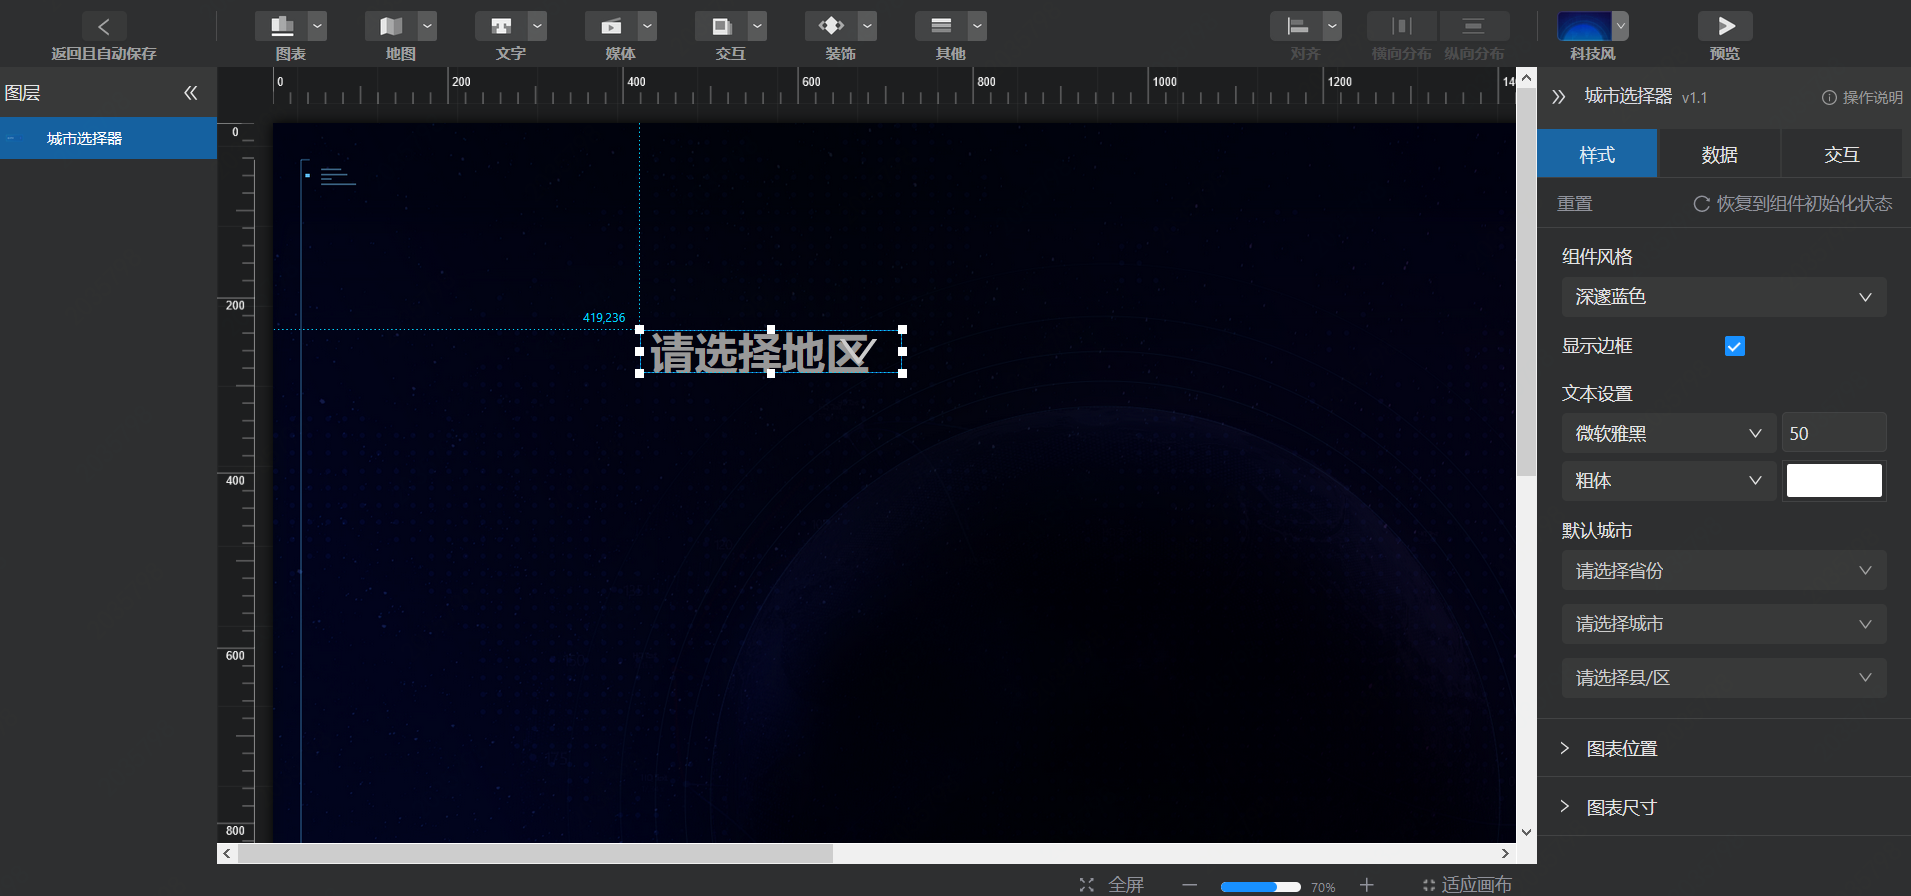 返回且自动保存
图表
地图
文字
媒体
交互
装饰
其他
对齐
横向分布
纵向分布
科技风
预览
图层
城市选择器
0
200
400
600
800
1000
1200
14
0
200
400
600
800
419,236
请选择地区
城市选择器 v1.1
操作说明
样式
数据
交互
重置
恢复到组件初始化状态
组件风格
深邃蓝色
显示边框
文本设置
微软雅黑
50
粗体
默认城市
请选择省份
请选择城市
请选择县/区
图表位置
图表尺寸
全屏
70%
适应画布